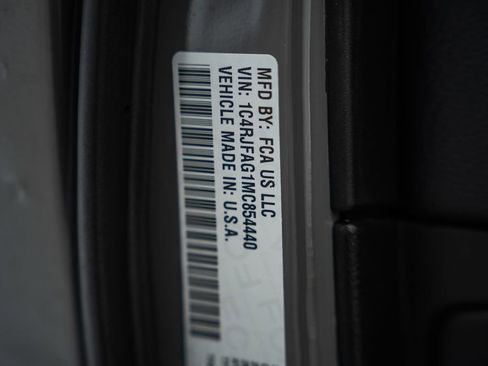 MFD BY: FCA US LLC
VIN: 1C4RJFAG1MC854440
VEHICLE MADE IN: U.S.A.